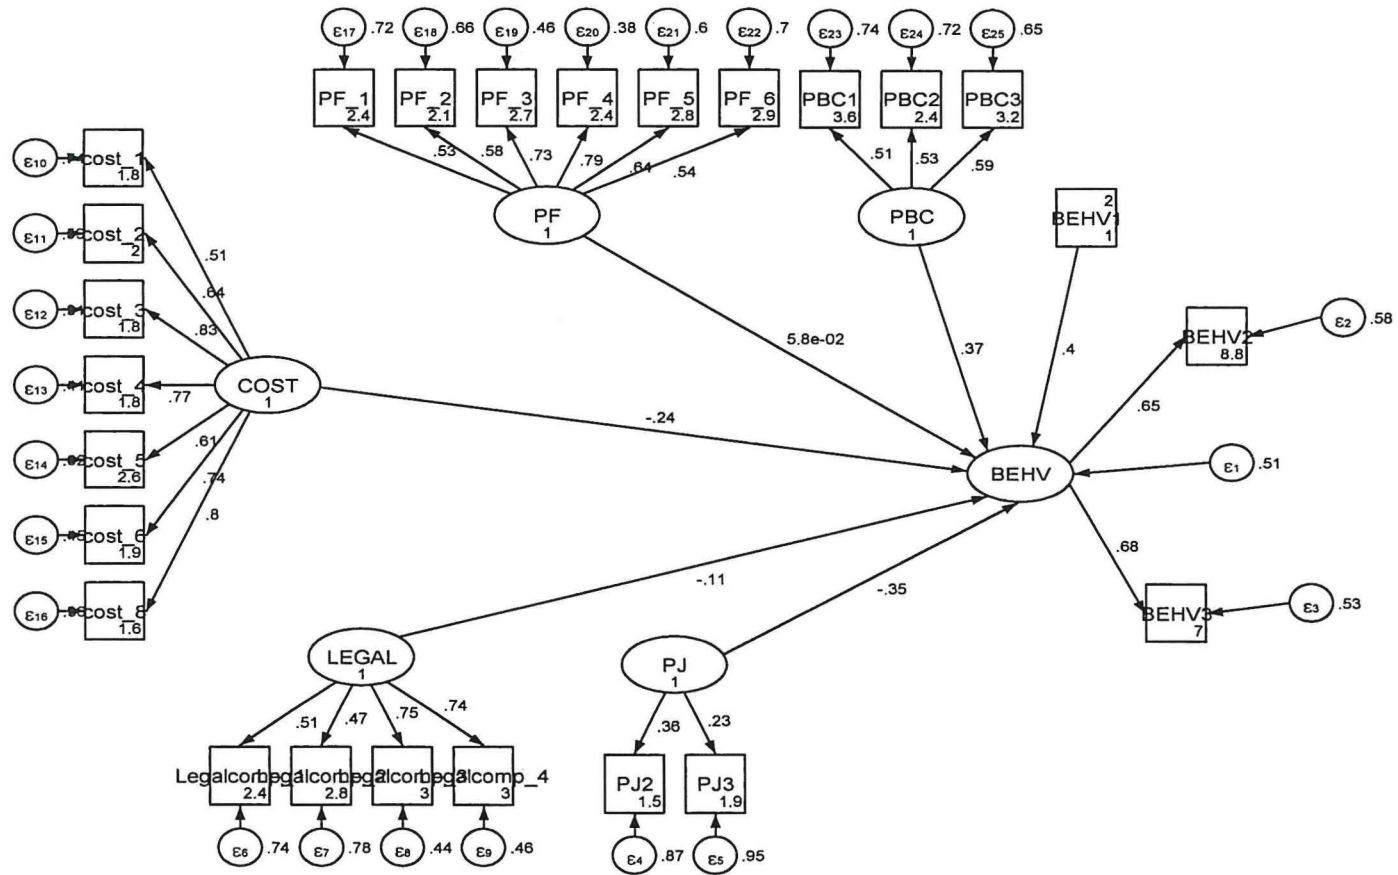 ε17 .72 ε18 .66 ε19 .46 ε20 .38 ε21 .6 ε22 .7 ε23 .74 ε24 .72 ε25 .65
PF_1 PF_2 PF_3 PF_4 PF_5 PF_6 PBC1 PBC2 PBC3
2.4 2.1 2.7 2.4 2.8 2.9 3.6 2.4 3.2
.53 .58 .73 .79 .64 .54 .51 .53 .59
PF
1
PBC
1
2
BEHV1
1
ε10 cost_1
1.8
ε11 cost_2
2
ε12 cost_3
1.8
ε13 cost_4
1.8
ε14 cost_5
2.6
ε15 cost_6
1.9
ε16 cost_8
1.6
.51
.64
.83
.77
.61
.74
.8
COST
1
5.8e-02
.37
.4
-.24
BEHV2
8.8
ε2 .58
.65
BEHV
ε1 .51
.68
BEHV3
7
ε3 .53
-.11
-.35
LEGAL
1
PJ
1
.51 .47 .75 .74
.36 .23
Legalcomp_1 Legalcomp_2 Legalcomp_3 Legalcomp_4
2.4 2.8 3 3
PJ2 PJ3
1.5 1.9
ε6 .74 ε7 .78 ε8 .44 ε9 .46
ε4 .87 ε5 .95